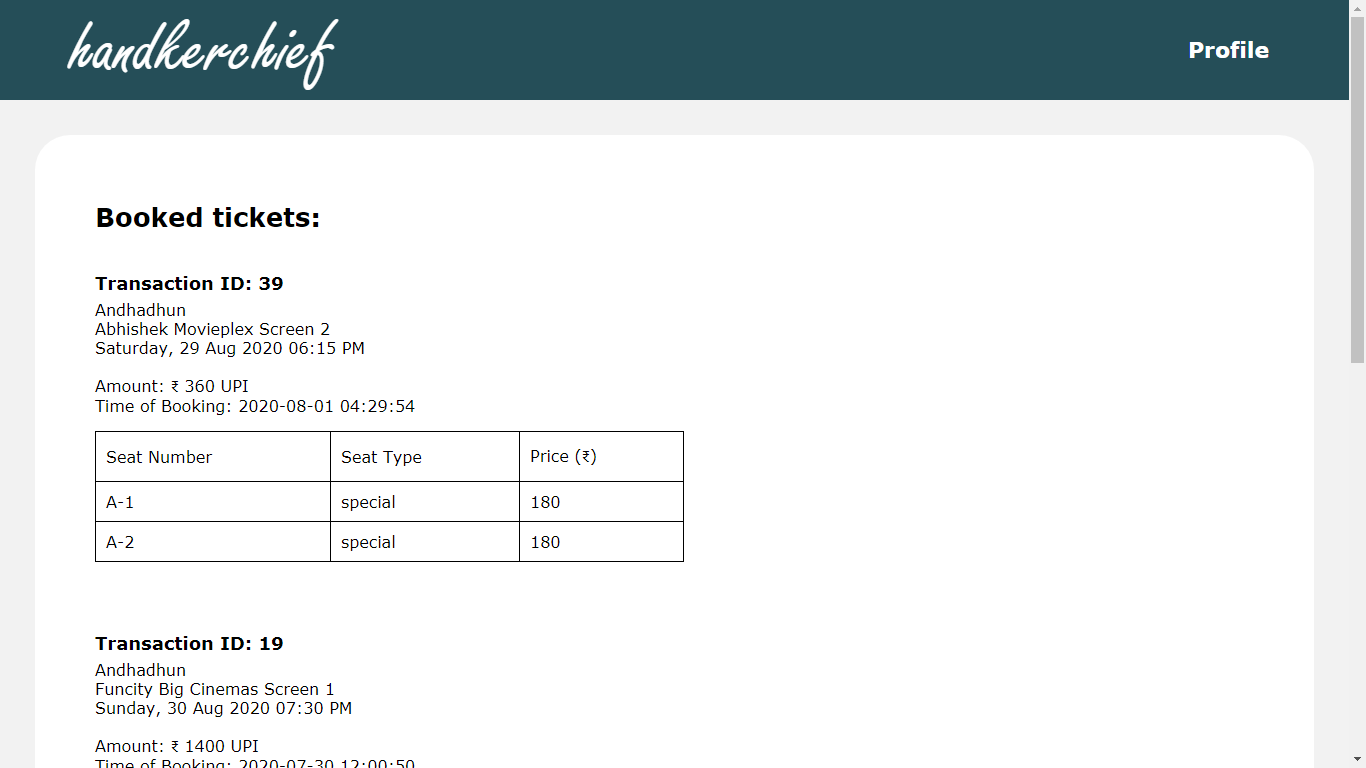 handkerchief
Profile
Booked tickets:
Transaction ID: 39
Andhadhun
Abhishek Movieplex Screen 2
Saturday, 29 Aug 2020 06:15 PM
Amount: ₹ 360 UPI
Time of Booking: 2020-08-01 04:29:54
Seat Number Seat Type Price (₹)
A-1 special 180
A-2 special 180
Transaction ID: 19
Andhadhun
Funcity Big Cinemas Screen 1
Sunday, 30 Aug 2020 07:30 PM
Amount: ₹ 1400 UPI
Time of Booking: 2020-07-30 12:00:50